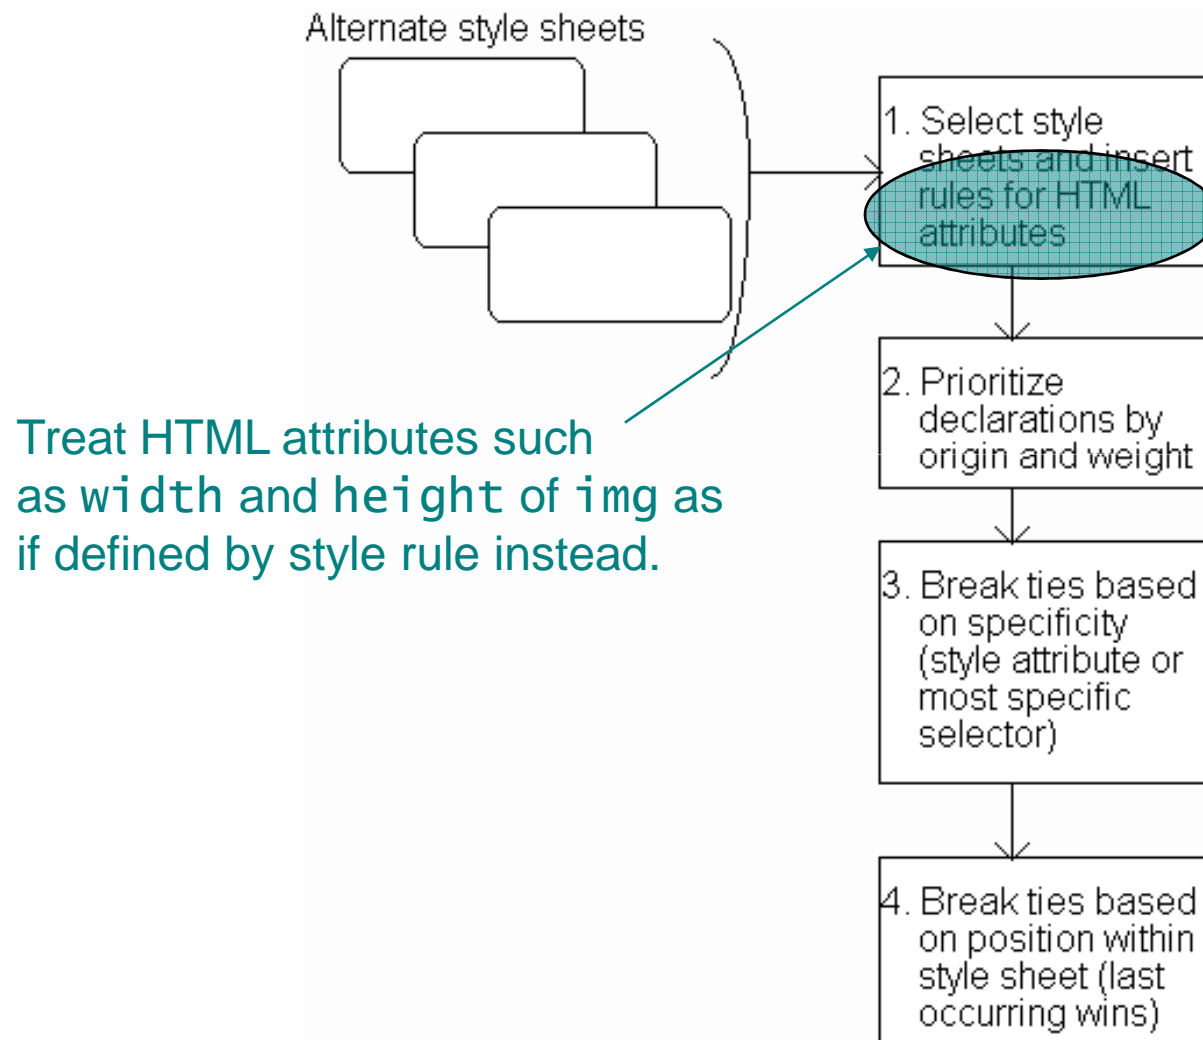 Alternate style sheets
1. Select style
sheets and insert
rules for HTML
attributes
2. Prioritize
declarations by
origin and weight
Treat HTML attributes such
as width and height of img as
if defined by style rule instead.
3. Break ties based
on specificity
(style attribute or
most specific
selector)
4. Break ties based
on position within
style sheet (last
occurring wins)